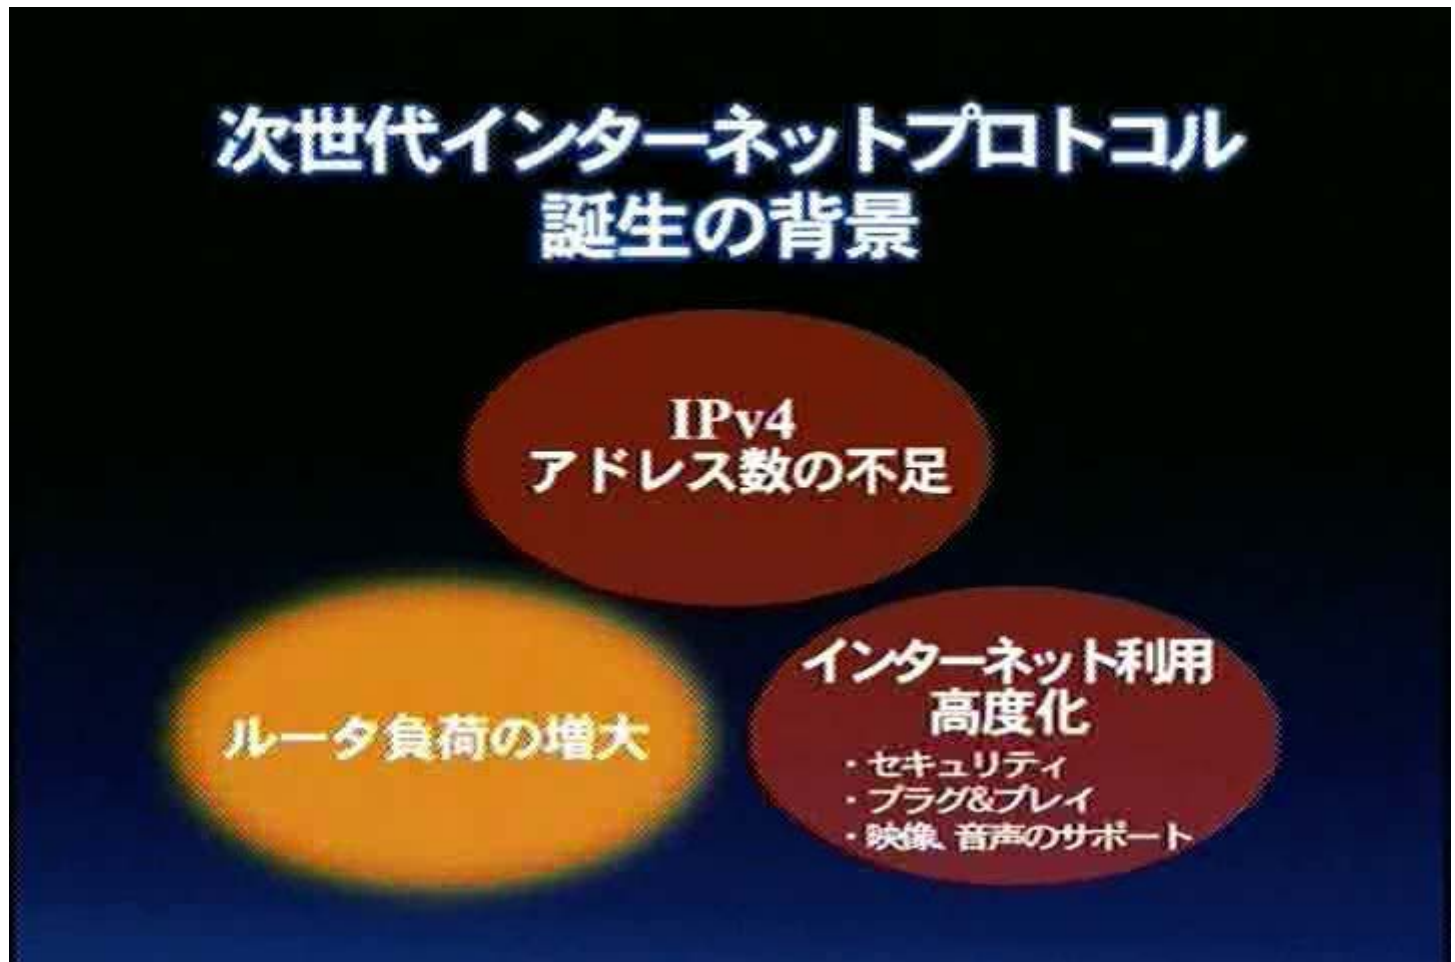 次世代インターネットプロトコル
誕生の背景
IPv4
アドレス数の不足
ルータ負荷の増大
インターネット利用
高度化
・セキュリティ
・プラグ&プレイ
・映像、音声のサポート